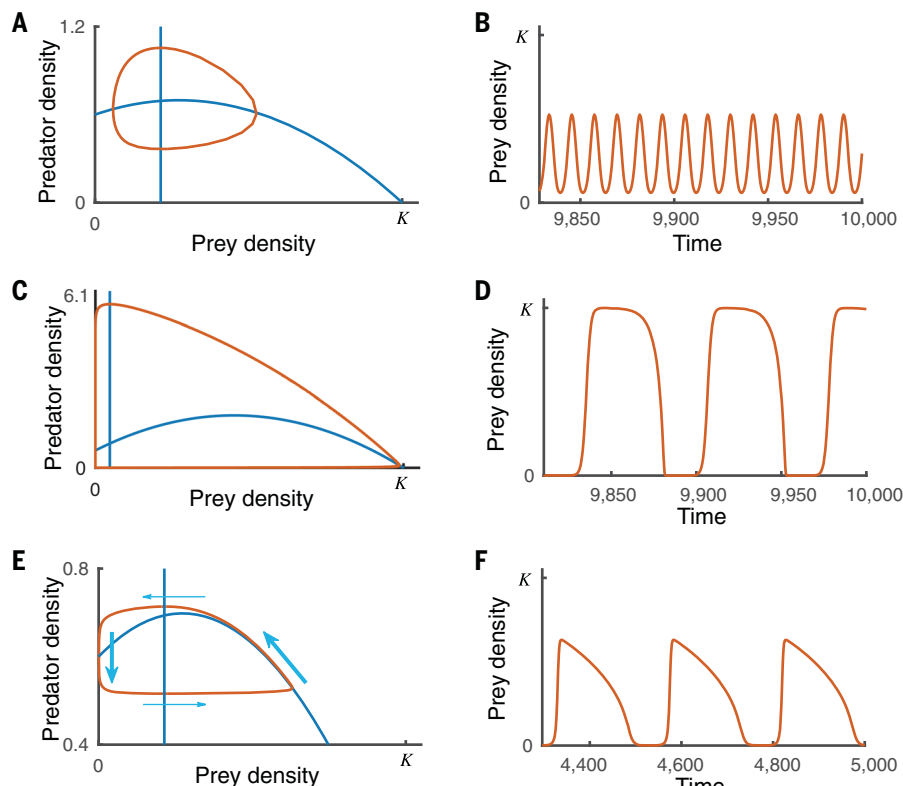 A
1.2
Predator density
0
0
K
Prey density
B
K
Prey density
0
9,850
9,900
9,950
10,000
Time
C
6.1
Predator density
0
0
K
Prey density
D
K
Prey density
0
9,850
9,900
9,950
10,000
Time
E
0.8
Predator density
0.4
0
K
Prey density
F
K
Prey density
0
4,400
4,600
4,800
5,000
Time